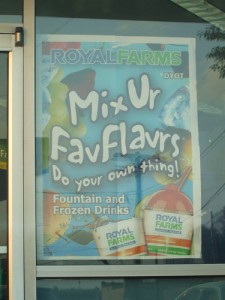 ROYAL FARMS
Mix Ur
FavFlavrs
Do your own thing!
Fountain and
Frozen Drinks
ROYAL
FARMS
ROYAL
FARMS